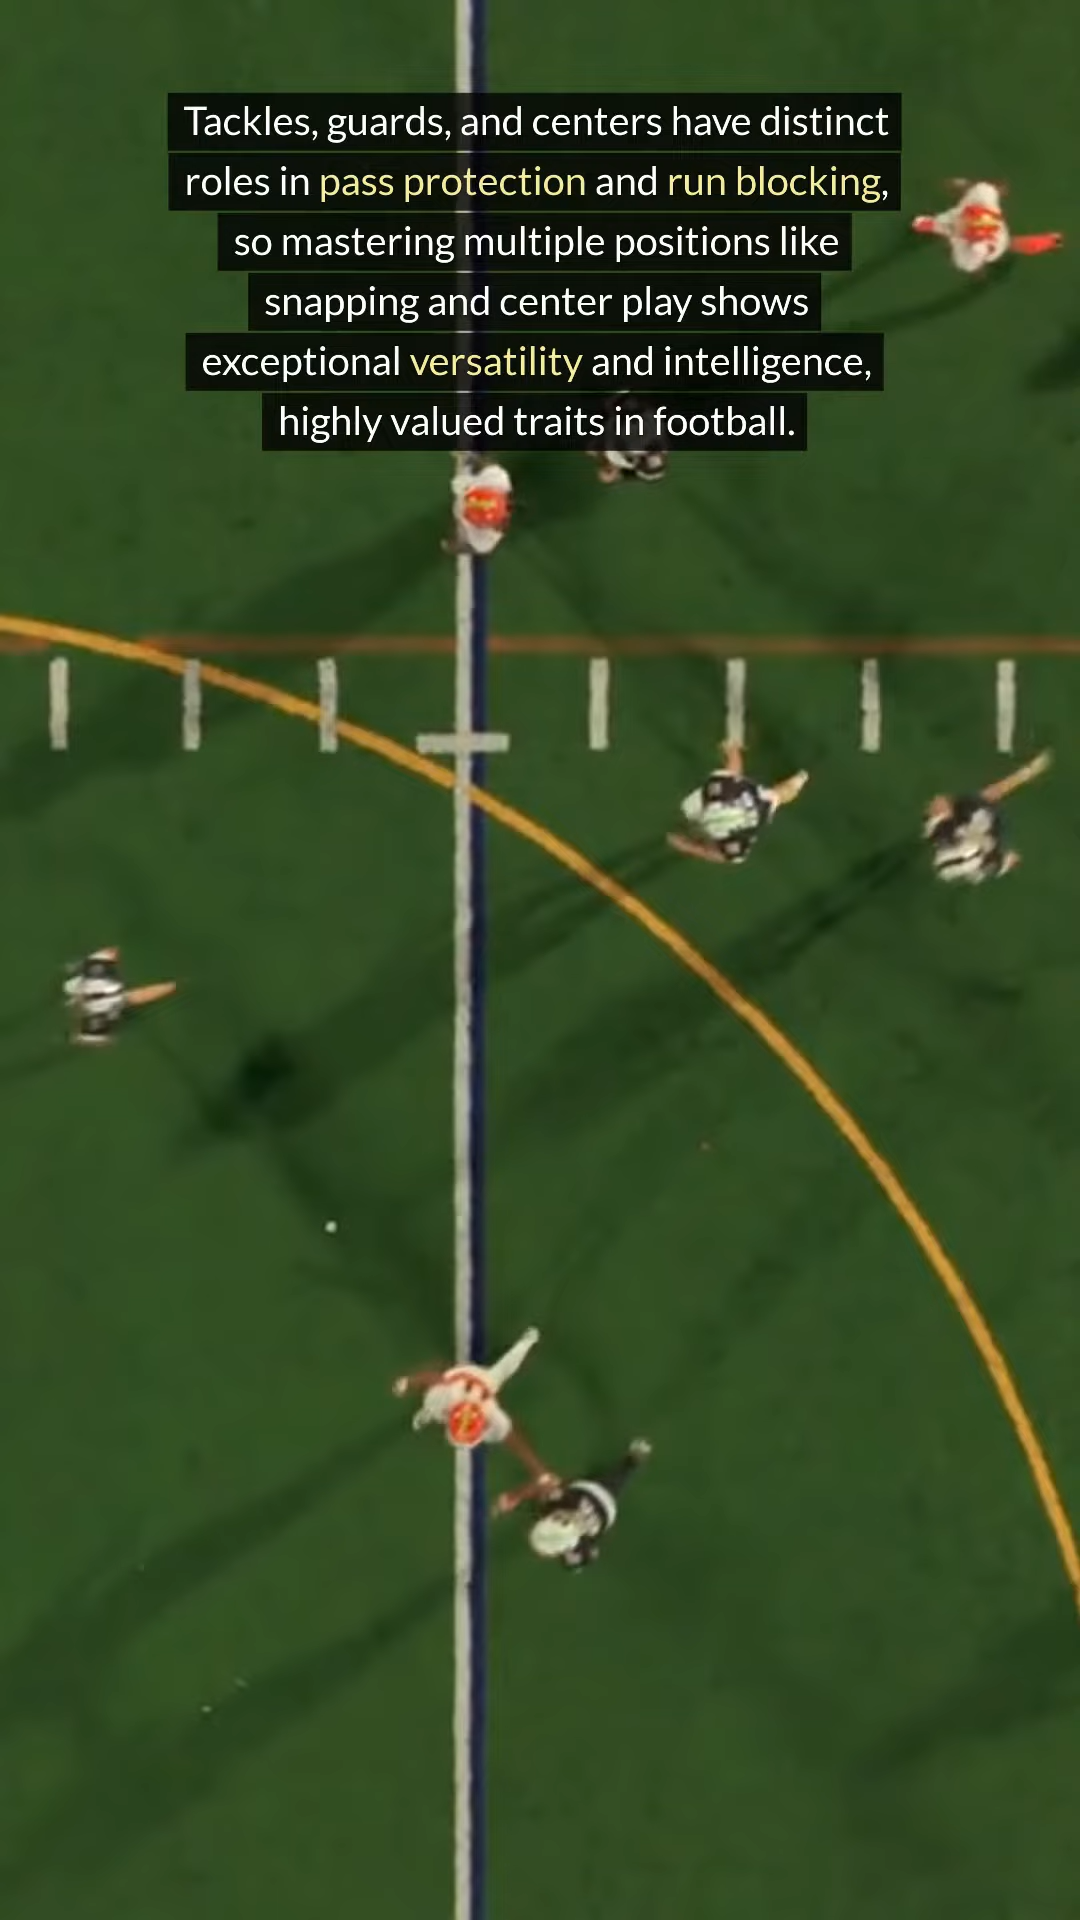 Tackles, guards, and centers have distinct
roles in pass protection and run blocking,
so mastering multiple positions like
snapping and center play shows
exceptional versatility and intelligence,
highly valued traits in football.